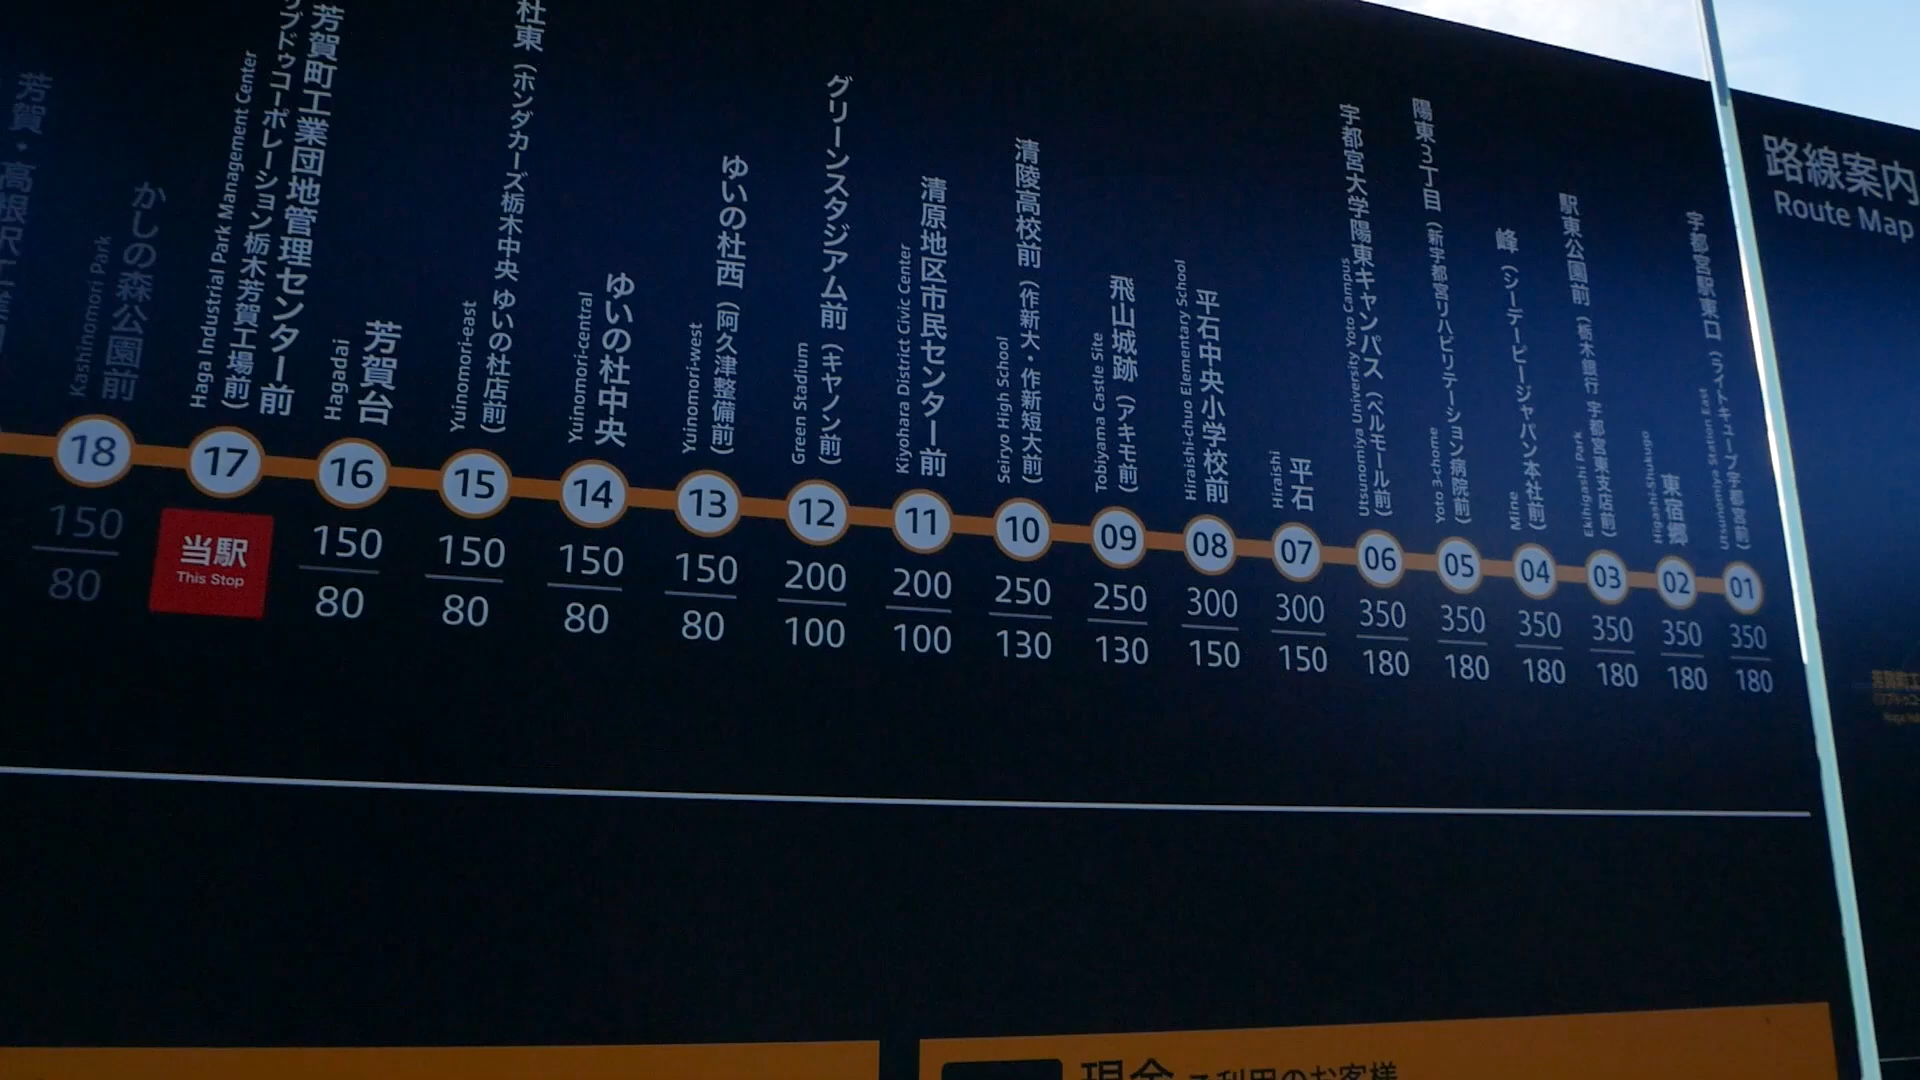 路線案内
Route Map
芳賀・高根沢工業団
かしの森公園前
Kashinomori Park
18
150
80
芳賀町工業団地管理センター前
ブドゥコーポレーション栃木芳賀工場前）
Haga Industrial Park Management Center
17
当駅
This Stop
芳賀台
Hagadai
16
150
80
杜東（ホンダカーズ栃木中央 ゆいの杜店前）
Yuinomori-east
15
150
80
ゆいの杜中央
Yuinomori-central
14
150
80
ゆいの杜西（阿久津整備前）
Yuinomori-west
13
150
80
グリーンスタジアム前（キヤノン前）
Green Stadium
12
200
100
清原地区市民センター前
Kiyohara District Civic Center
11
200
100
清陵高校前（作新大・作新短大前）
Seiryo High School
10
250
130
飛山城跡（アキモ前）
Tobiyama Castle Site
09
250
130
平石中央小学校前
Hiraishi-chuo Elementary School
08
300
150
平石
Hiraishi
07
300
150
宇都宮大学陽東キャンパス（ベルモール前）
Utsunomiya University Yoto Campus
06
350
180
陽東3丁目（新宇都宮リハビリテーション病院前）
Yoto 3-chome
05
350
180
峰（シーデーピージャパン本社前）
Mine
04
350
180
駅東公園前（栃木銀行 宇都宮東支店前）
Ekihigashi Park
03
350
180
東宿郷
Higashi-Shukugo
02
350
180
宇都宮駅東口（ライトキューブ宇都宮前）
Utsunomiya Station East
01
350
180
現金ご利用のお客様